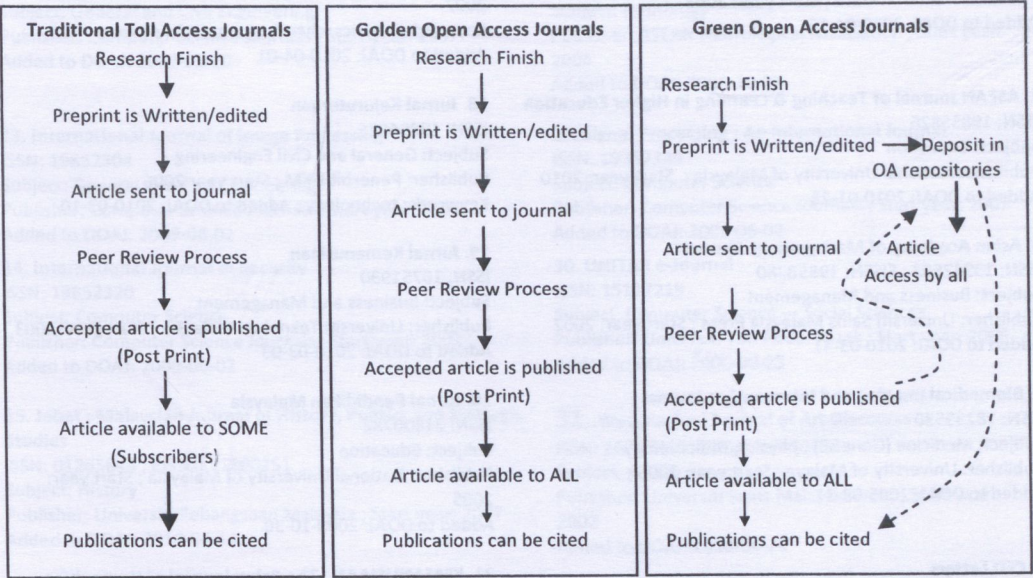 Traditional Toll Access Journals
Research Finish
Preprint is Written/edited
Article sent to journal
Peer Review Process
Accepted article is published
(Post Print)
Article available to SOME
(Subscribers)
Publications can be cited
Golden Open Access Journals
Research Finish
Preprint is Written/edited
Article sent to journal
Peer Review Process
Accepted article is published
(Post Print)
Article available to ALL
Publications can be cited
Green Open Access Journals
Research Finish
Preprint is Written/edited
Deposit in
OA repositories
Article sent to journal
Article
Access by all
Peer Review Process
Accepted article is published
(Post Print)
Article available to ALL
Publications can be cited